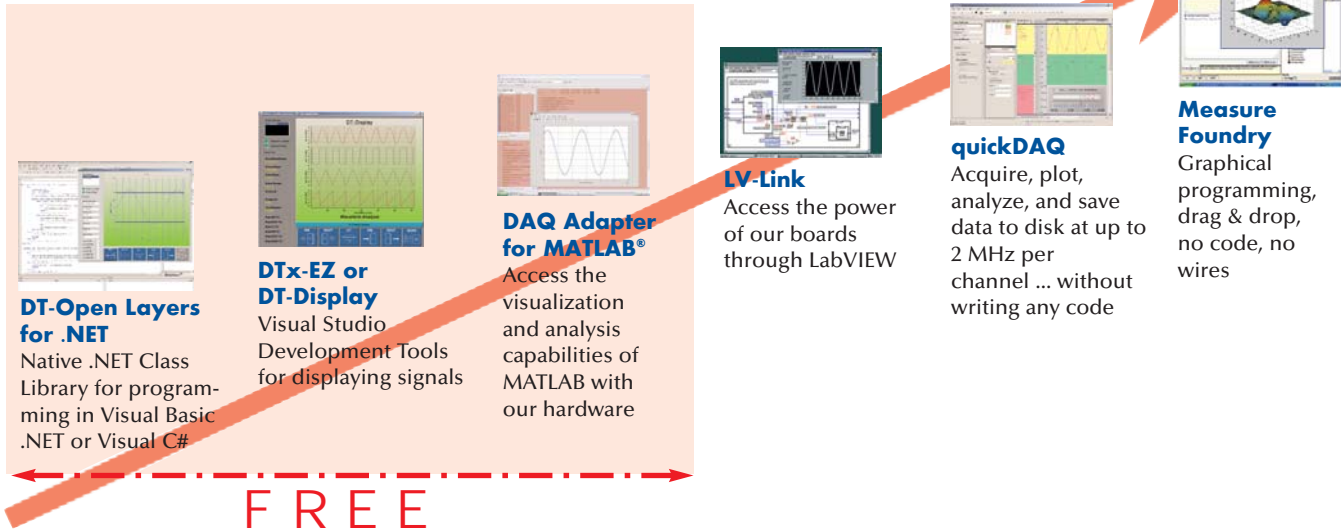 DT-Open Layers
for .NET
Native .NET Class
Library for program-
ming in Visual Basic
.NET or Visual C#
DT-Display
Waveform Analyzer
DTx-EZ or
DT-Display
Visual Studio
Development Tools
for displaying signals
DAQ Adapter
for MATLAB®
Access the
visualization
and analysis
capabilities of
MATLAB with
our hardware
LV-Link
Access the power
of our boards
through LabVIEW
quickDAQ
Acquire, plot,
analyze, and save
data to disk at up to
2 MHz per
channel ... without
writing any code
Measure
Foundry
Graphical
programming,
drag & drop,
no code, no
wires
FREE